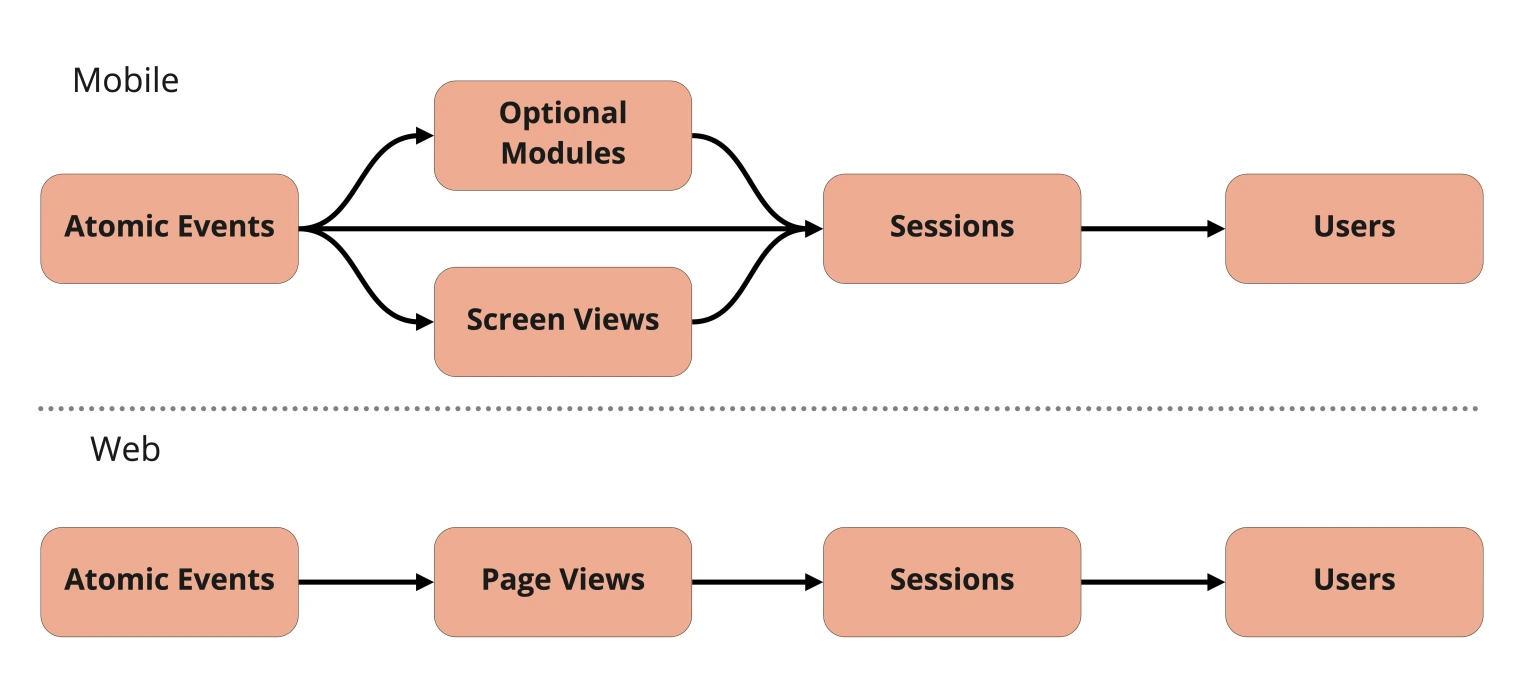 Mobile
Optional
Modules
Atomic Events
Sessions
Users
Screen Views
Web
Atomic Events
Page Views
Sessions
Users